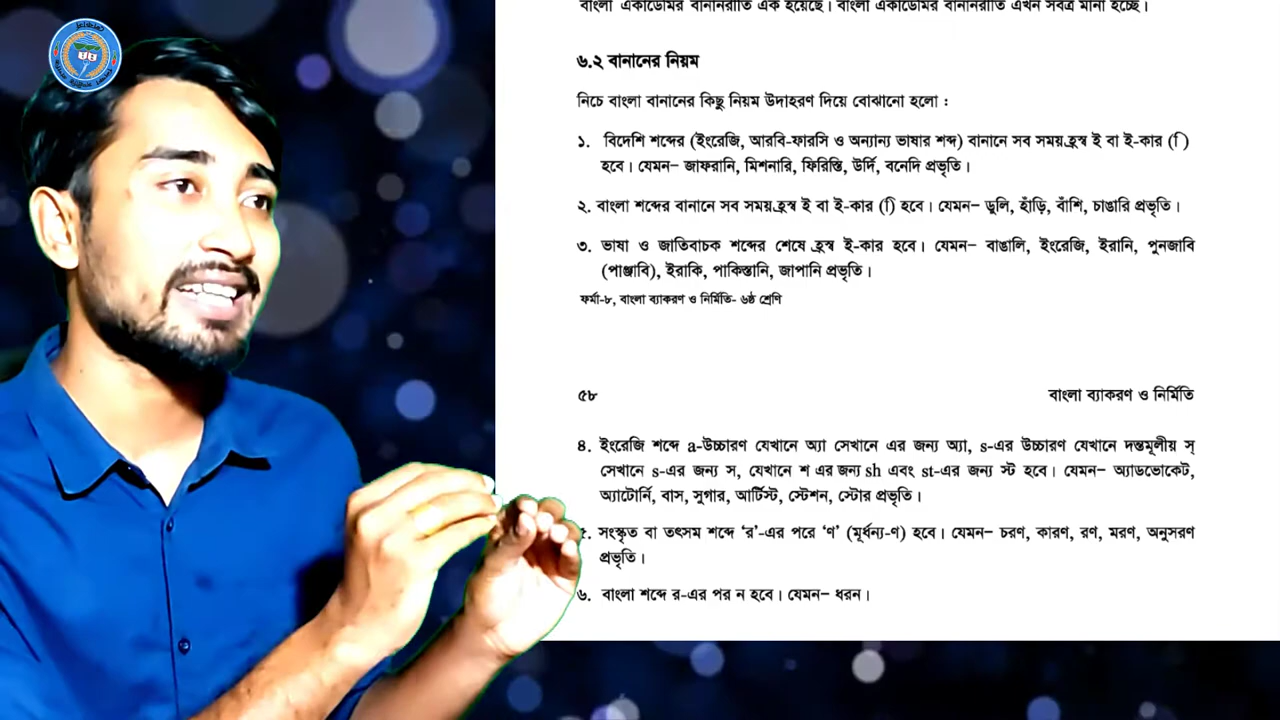 বাংলা একাডেমির বানানরীতি এক হয়েছে। বাংলা একাডেমির বানানরীতি এখন সর্বত্র মানা হচ্ছে।
৬.২ বানানের নিয়ম
নিচে বাংলা বানানের কিছু নিয়ম উদাহরণ দিয়ে বোঝানো হলো :
১. বিদেশি শব্দের (ইংরেজি, আরবি-ফারসি ও অন্যান্য ভাষার শব্দ) বানানে সব সময় হ্রস্ব ই বা ই-কার (ি)
হবে। যেমন– জাফরানি, মিশনারি, ফিরিস্তি, উর্দি, বনেদি প্রভৃতি।
২. বাংলা শব্দের বানানে সব সময় হ্রস্ব ই বা ই-কার (ি) হবে। যেমন– ডুলি, হাঁড়ি, বাঁশি, চাঙারি প্রভৃতি।
৩. ভাষা ও জাতিবাচক শব্দের শেষে হ্রস্ব ই-কার হবে। যেমন– বাঙালি, ইংরেজি, ইরানি, পুনজাবি
(পাঞ্জাবি), ইরাকি, পাকিস্তানি, জাপানি প্রভৃতি।
ফর্মা-৮, বাংলা ব্যাকরণ ও নির্মিতি- ৬ষ্ঠ শ্রেণি
৫৮ বাংলা ব্যাকরণ ও নির্মিতি
৪. ইংরেজি শব্দে a-উচ্চারণ যেখানে অ্যা সেখানে এর জন্য অ্যা, s-এর উচ্চারণ যেখানে দন্তমূলীয় স্
সেখানে s-এর জন্য স, যেখানে শ এর জন্য sh এবং st-এর জন্য স্ট হবে। যেমন– অ্যাডভোকেট,
অ্যাটোর্নি, বাস, সুগার, আর্টিস্ট, স্টেশন, স্টোর প্রভৃতি।
৫. সংস্কৃত বা তৎসম শব্দে ‘র’-এর পরে ‘ণ’ (মূর্ধন্য-ণ) হবে। যেমন– চরণ, কারণ, রণ, মরণ, অনুসরণ
প্রভৃতি।
৬. বাংলা শব্দে র-এর পর ন হবে। যেমন– ধরন।